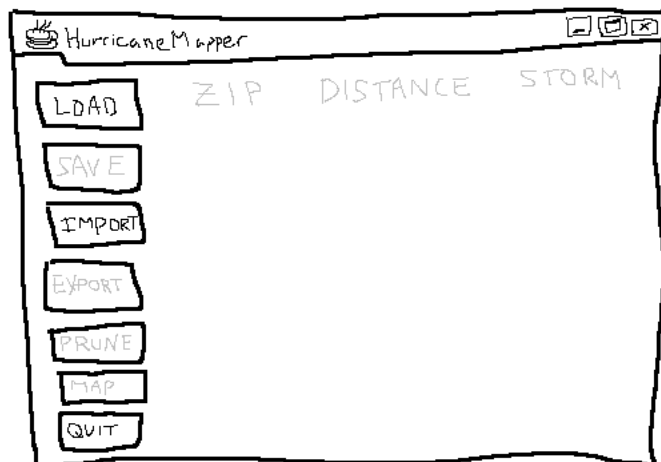 HurricaneMapper
ZIP DISTANCE STORM
LOAD
SAVE
IMPORT
EXPORT
PRUNE
MAP
QUIT